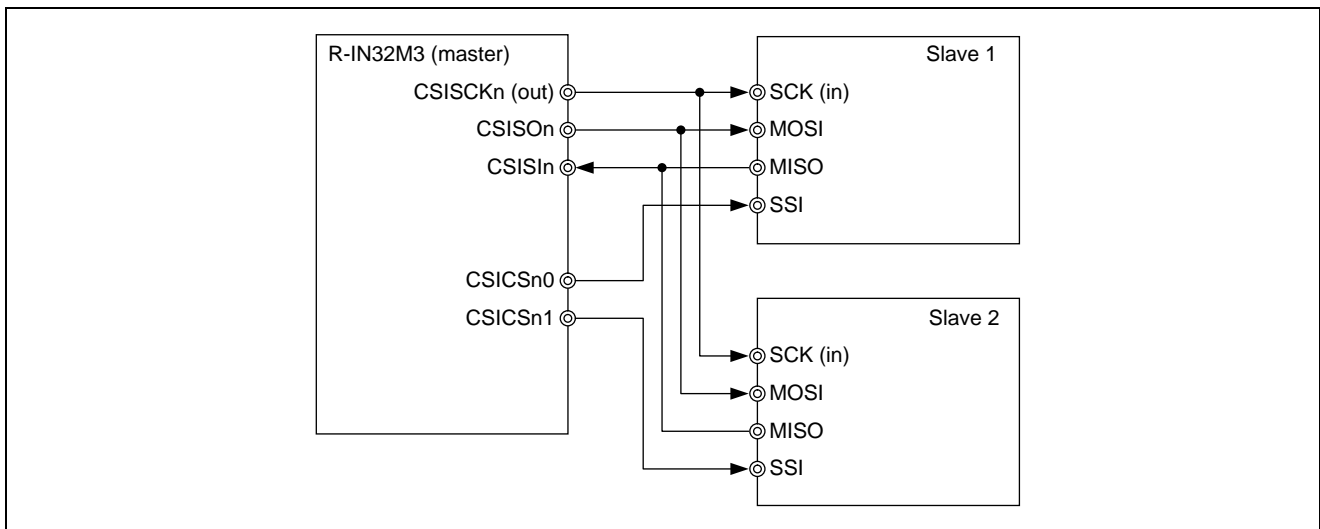 R-IN32M3 (master)
CSISCKn (out)
CSISOn
CSISIn
CSICSn0
CSICSn1
Slave 1
SCK (in)
MOSI
MISO
SSI
Slave 2
SCK (in)
MOSI
MISO
SSI